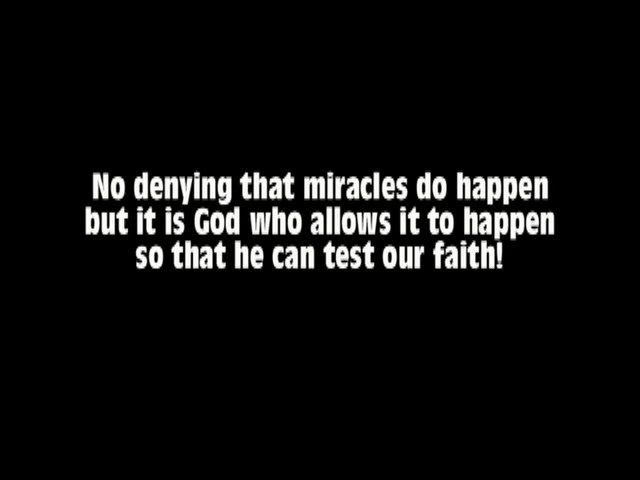 No denying that miracles do happen
but it is God who allows it to happen
so that he can test our faith!